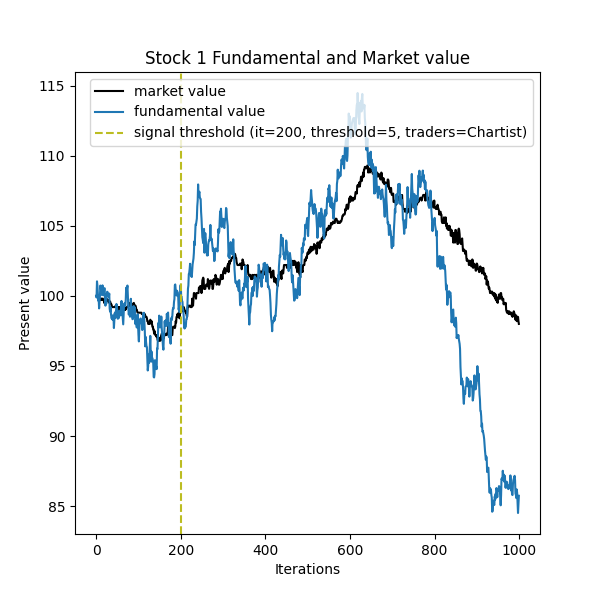 Stock 1 Fundamental and Market value
market value
fundamental value
signal threshold (it=200, threshold=5, traders=Chartist)
115
110
105
100
95
90
85
Present value
0 200 400 600 800 1000
Iterations